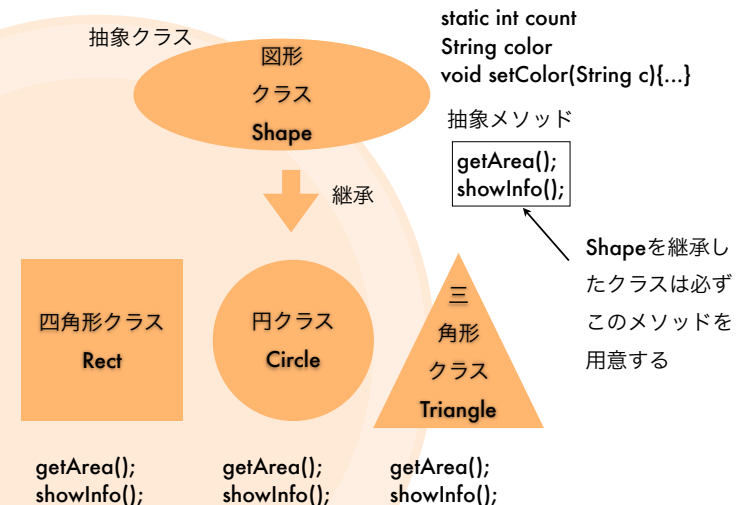 抽象クラス
図形
クラス
Shape
static int count
String color
void setColor(String c){...}
抽象メソッド
getArea();
showInfo();
継承
Shapeを継承し
たクラスは必ず
このメソッドを
用意する
四角形クラス
Rect
円クラス
Circle
三
角形
クラス
Triangle
getArea();
showInfo();
getArea();
showInfo();
getArea();
showInfo();